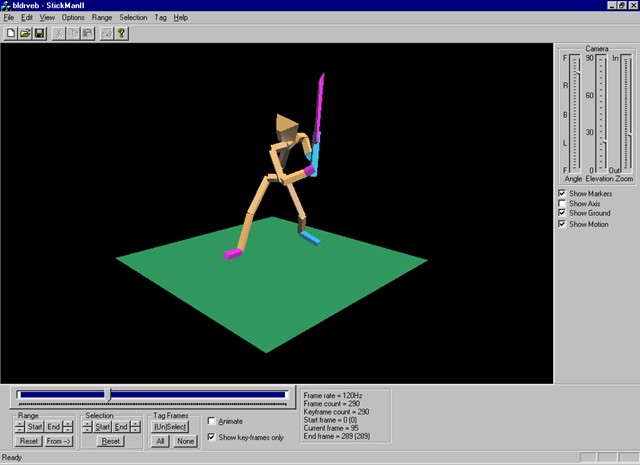 bldrveb - StickManII
File Edit View Options Range Selection Tag Help
Camera
F 90 In
R 60
B
L 30
F 0 Out
Angle Elevation Zoom
Show Markers
Show Axis
Show Ground
Show Motion
Range
Start End
Reset From ->
Selection
Start End
Reset
Tag Frames
(Un)Select
All None
Animate
Show key-frames only
Frame rate = 120Hz
Frame count = 290
Keyframe count = 290
Start frame = 0 (0)
Current frame = 95
End frame = 289 (289)
Ready